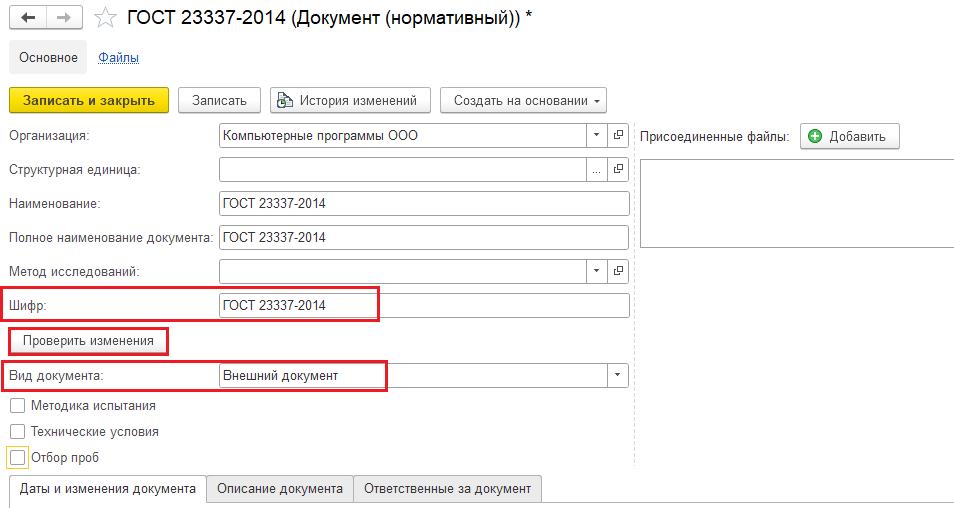 ГОСТ 23337-2014 (Документ (нормативный)) *
Основное Файлы
Записать и закрыть Записать История изменений Создать на основании
Организация: Компьютерные программы ООО Присоединенные файлы: Добавить
Структурная единица: ...
Наименование: ГОСТ 23337-2014
Полное наименование документа: ГОСТ 23337-2014
Метод исследований:
Шифр: ГОСТ 23337-2014
Проверить изменения
Вид документа: Внешний документ
Методика испытания
Технические условия
Отбор проб
Даты и изменения документа Описание документа Ответственные за документ